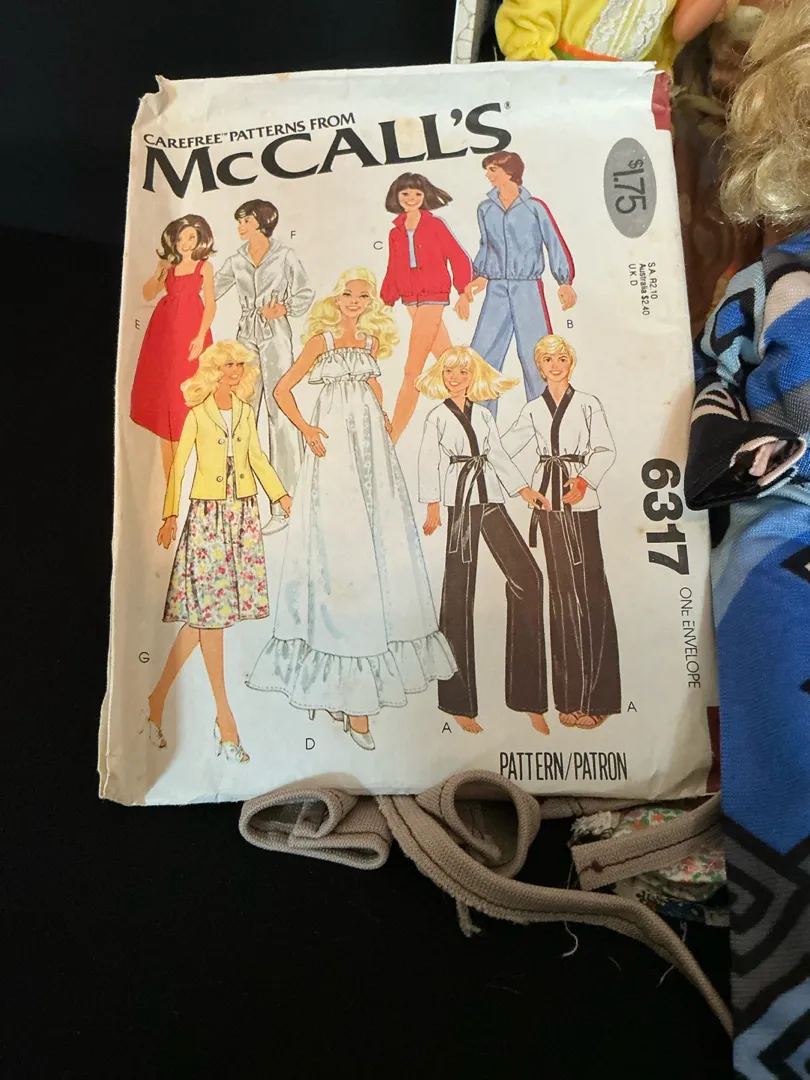 CAREFREE™ PATTERNS FROM
McCALL'S®
$1.75
S.A. R2.10
Australia $2.40
U.K. D
F
C
E
B
6317
ONE ENVELOPE
G
D
A
A
PATTERN/PATRON